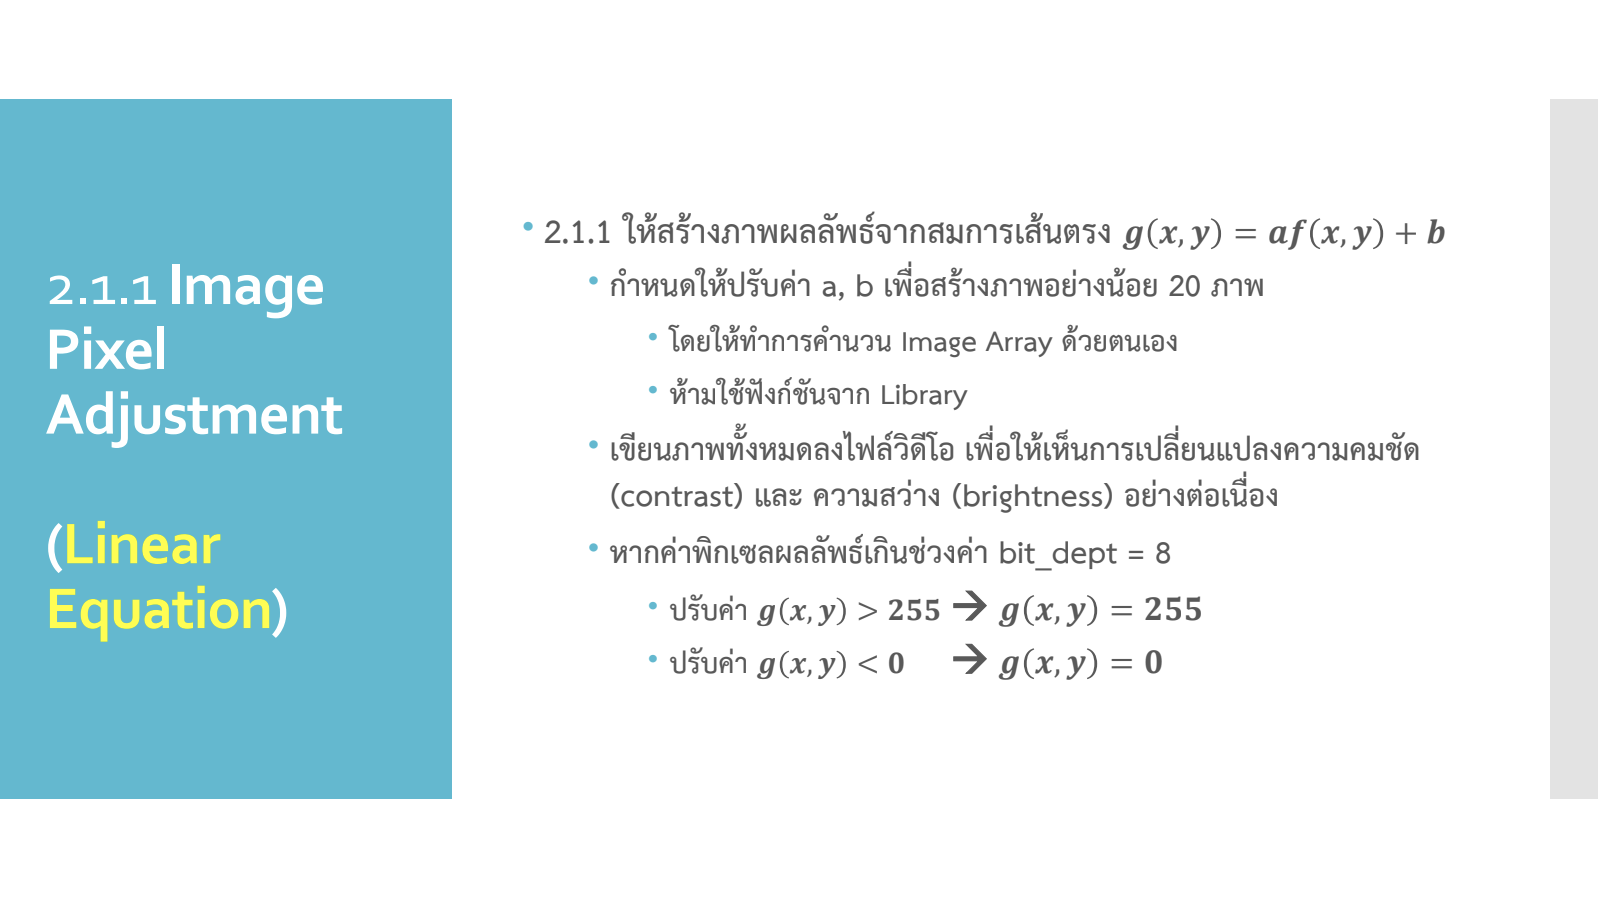 2.1.1 Image
Pixel
Adjustment
(Linear
Equation)
• 2.1.1 ให้สร้างภาพผลลัพธ์จากสมการเส้นตรง g(x, y) = af(x, y) + b
• กำหนดให้ปรับค่า a, b เพื่อสร้างภาพอย่างน้อย 20 ภาพ
• โดยให้ทำการคำนวน Image Array ด้วยตนเอง
• ห้ามใช้ฟังก์ชันจาก Library
• เขียนภาพทั้งหมดลงไฟล์วิดีโอ เพื่อให้เห็นการเปลี่ยนแปลงความคมชัด
(contrast) และ ความสว่าง (brightness) อย่างต่อเนื่อง
• หากค่าพิกเซลผลลัพธ์เกินช่วงค่า bit_dept = 8
• ปรับค่า g(x, y) > 255 → g(x, y) = 255
• ปรับค่า g(x, y) < 0 → g(x, y) = 0